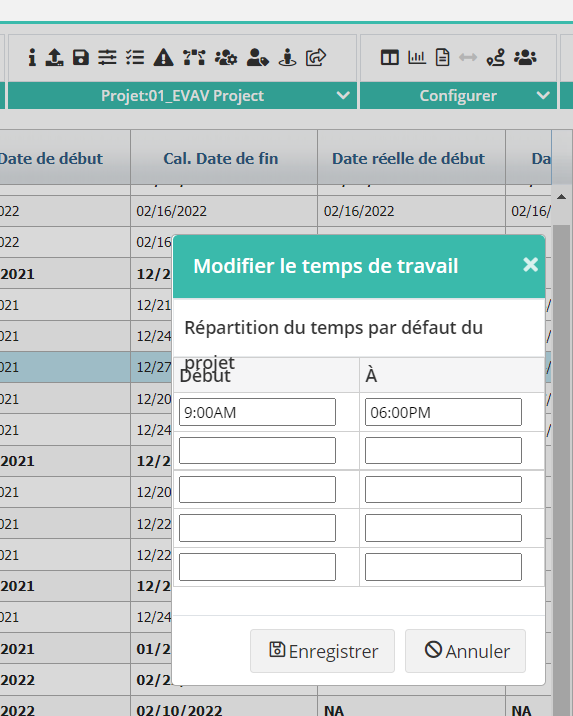 Projet:01_EVAV Project Configurer
Date de début Cal. Date de fin Date réelle de début Da
022 02/16/2022 02/16/2022 02/16/
022 02/16
2021 12/2
021 12/21
021 12/24
021 12/27
021 12/20
021 12/24
2021 12/2
021 12/20
021 12/22
021 12/22
2021 12/2
021 12/24
2021 01/2
2022 02/2
2022 02/10/2022 NA NA
Modifier le temps de travail
Répartition du temps par défaut du
projet
Début À
9:00AM 06:00PM
Enregistrer Annuler